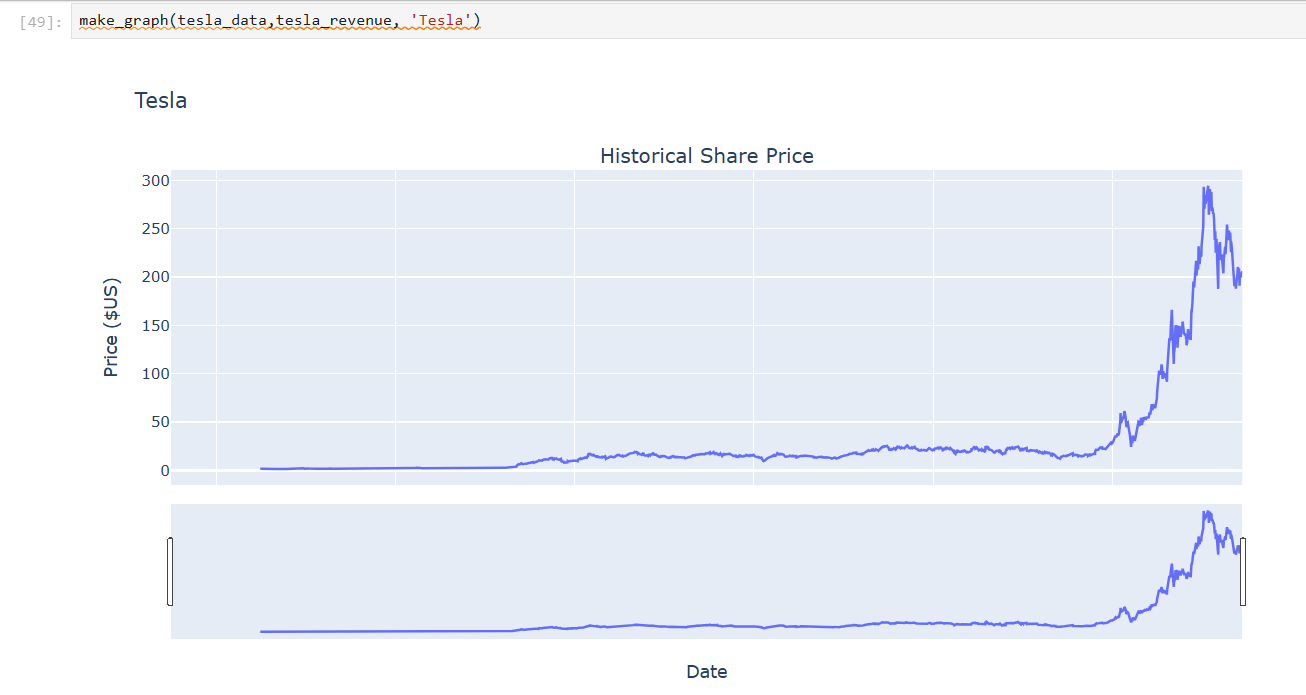 [49]: make_graph(tesla_data,tesla_revenue, 'Tesla')
Tesla
Historical Share Price
300
250
200
150
100
50
0
Price ($US)
Date